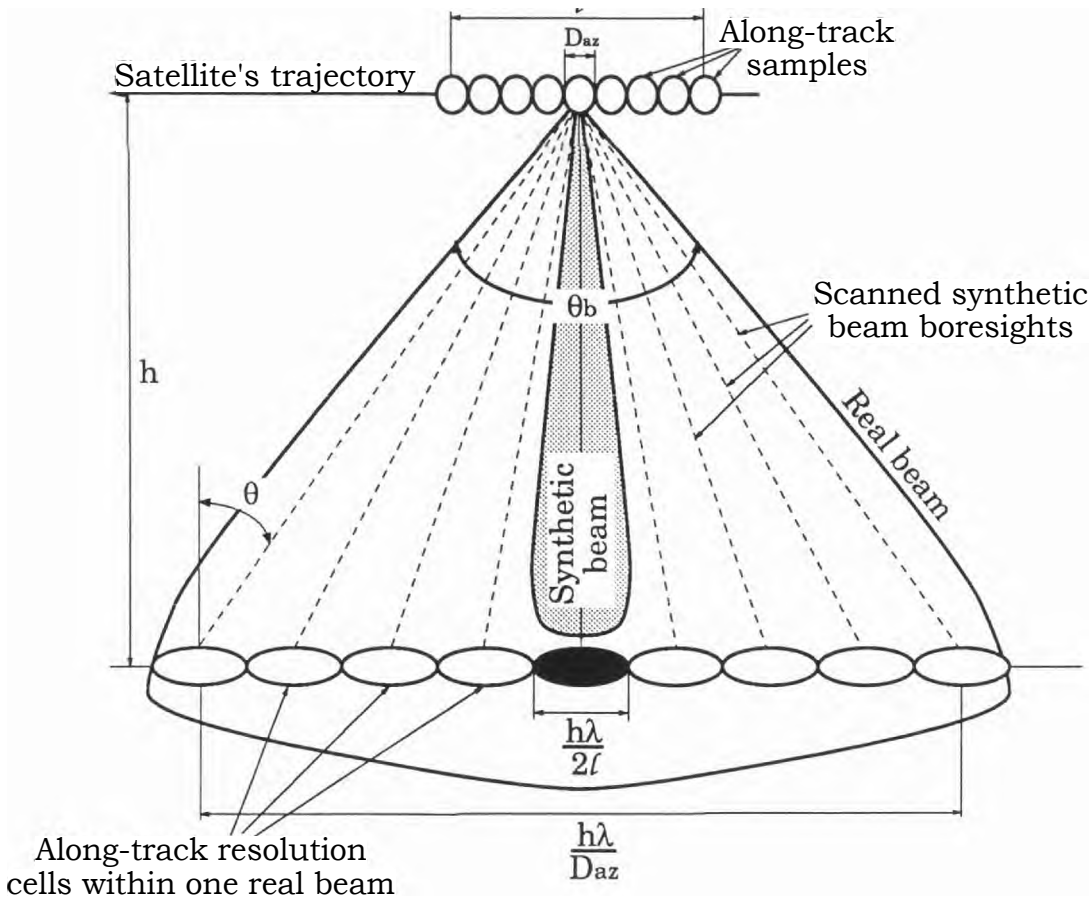 l
Daz
Along-track
samples
Satellite's trajectory
h
θb
Scanned synthetic
beam boresights
Real beam
θ
Synthetic
beam
hλ
2l
hλ
Daz
Along-track resolution
cells within one real beam